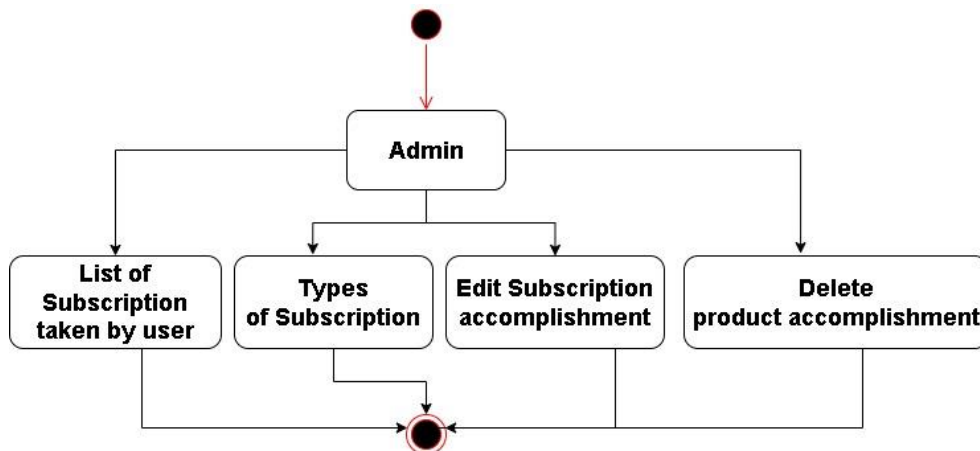 Admin
List of
Subscription
taken by user
Types
of Subscription
Edit Subscription
accomplishment
Delete
product accomplishment